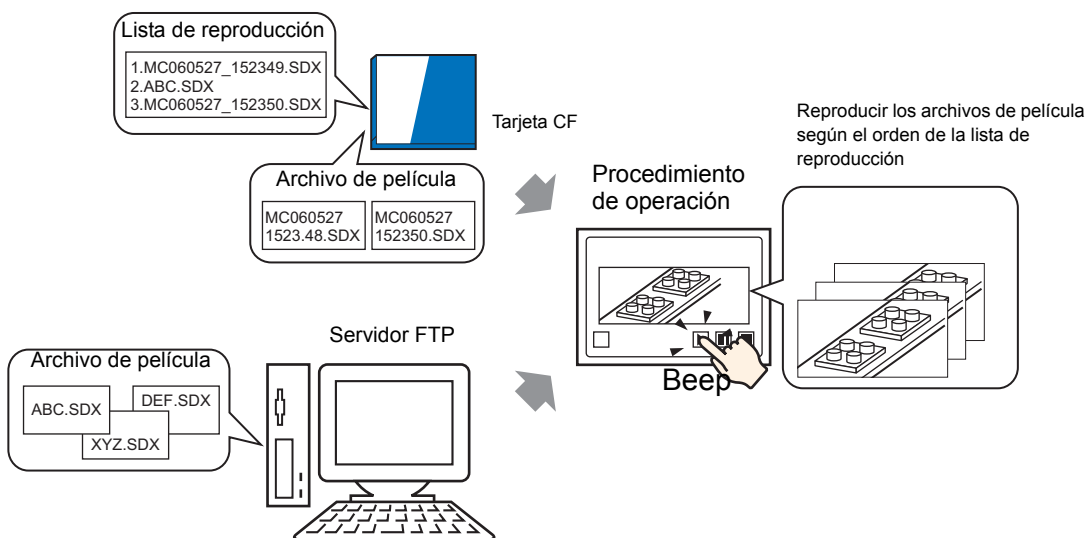 Lista de reproducción
1.MC060527_152349.SDX
2.ABC.SDX
3.MC060527_152350.SDX
Tarjeta CF
Archivo de película
MC060527
1523.48.SDX
MC060527
152350.SDX
Reproducir los archivos de película
según el orden de la lista de
reproducción
Procedimiento
de operación
Beep
Servidor FTP
Archivo de película
ABC.SDX
DEF.SDX
XYZ.SDX